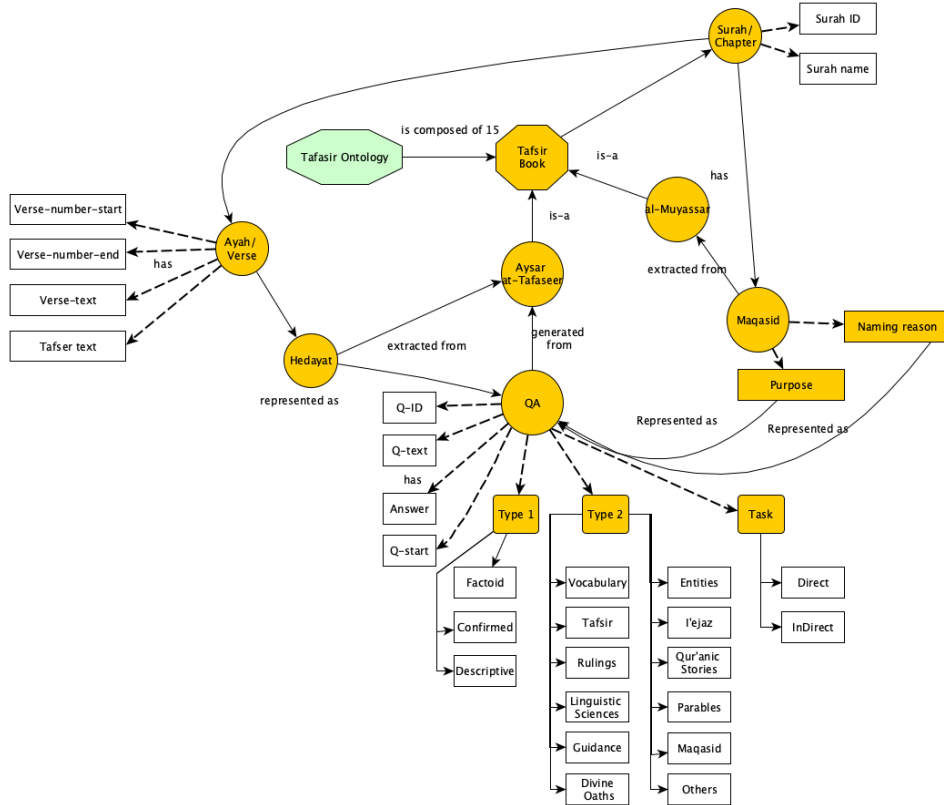 Surah ID
Surah/
Chapter
Surah name
is composed of 15
Tafasir Ontology
Tafsir
Book
is-a
has
al-Muyassar
Verse-number-start
is-a
Ayah/
Verse
Verse-number-end
has
Aysar
at-Tafaseer
extracted from
Verse-text
Maqasid
Naming reason
Tafser text
extracted from
generated
from
Hedayat
represented as
Purpose
Q-ID
QA
Represented as
Represented as
Q-text
has
Answer
Type 1
Type 2
Task
Q-start
Factoid
Vocabulary
Entities
Direct
Confirmed
Tafsir
I'ejaz
InDirect
Descriptive
Rulings
Qur'anic
Stories
Linguistic
Sciences
Parables
Guidance
Maqasid
Divine
Oaths
Others